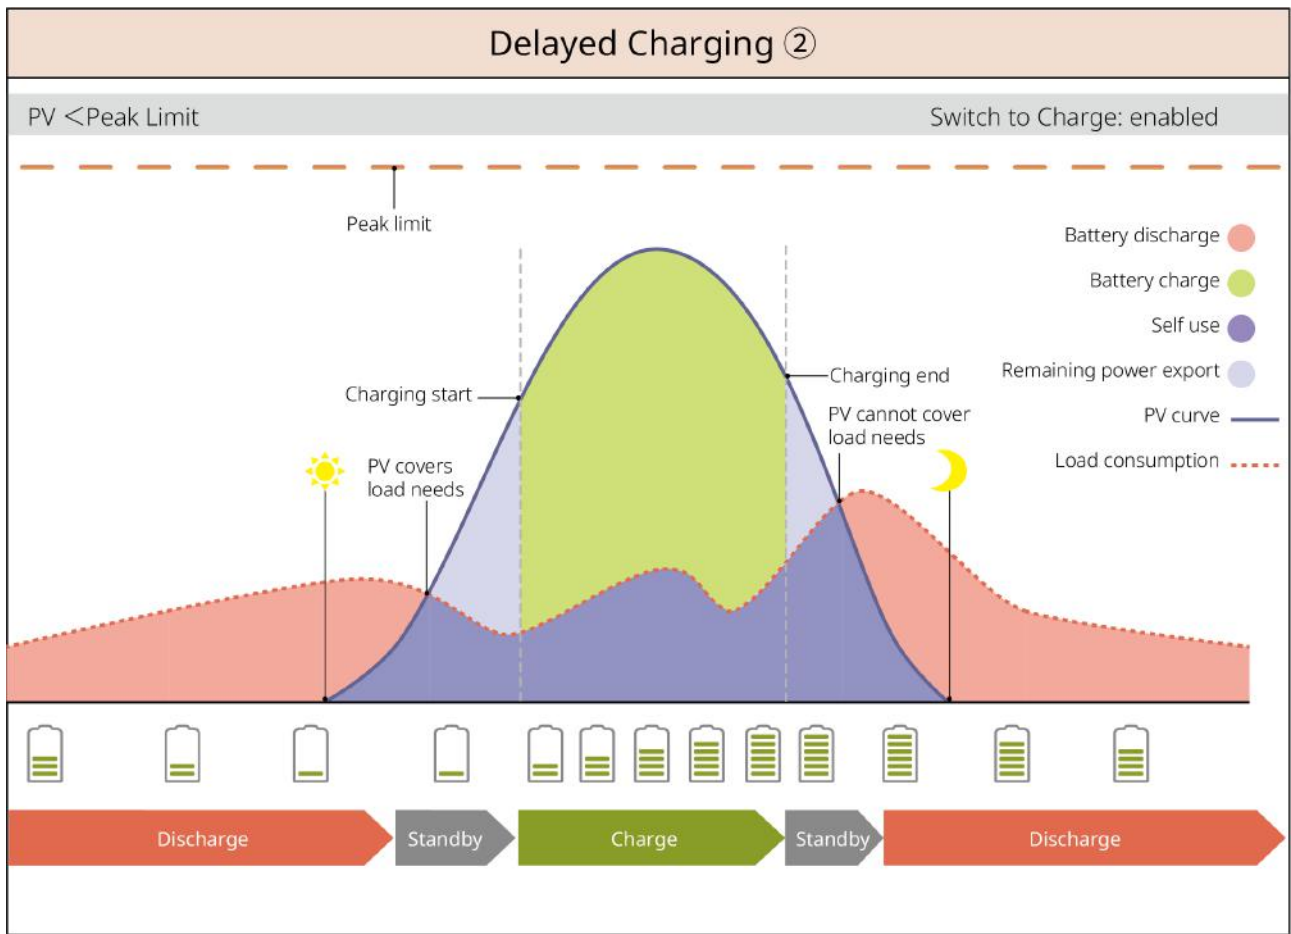 Delayed Charging ②
PV <Peak Limit
Switch to Charge: enabled
Peak limit
Battery discharge
Battery charge
Self use
Remaining power export
PV curve
Load consumption
Charging start
Charging end
PV cannot cover
load needs
PV covers
load needs
Discharge
Standby
Charge
Standby
Discharge